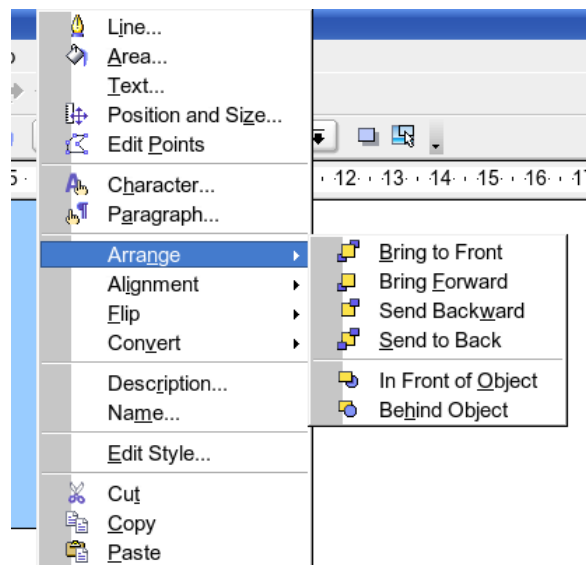 Line...
Area...
Text...
Position and Size...
Edit Points
5 · 12 · 13 · 14 · 15 · 16 · 1
Character...
Paragraph...
Arrange
Alignment
Flip
Convert
Description...
Name...
Edit Style...
Cut
Copy
Paste
Bring to Front
Bring Forward
Send Backward
Send to Back
In Front of Object
Behind Object